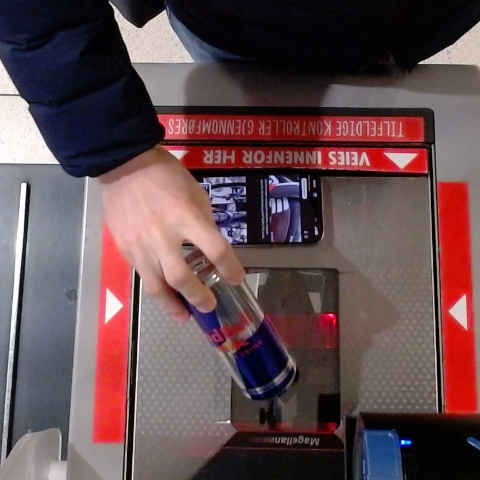 TILFELDIGE KONTROLLER GJENNOMFØRES
VEIES INNENFOR HER
Red Bull
Magellan